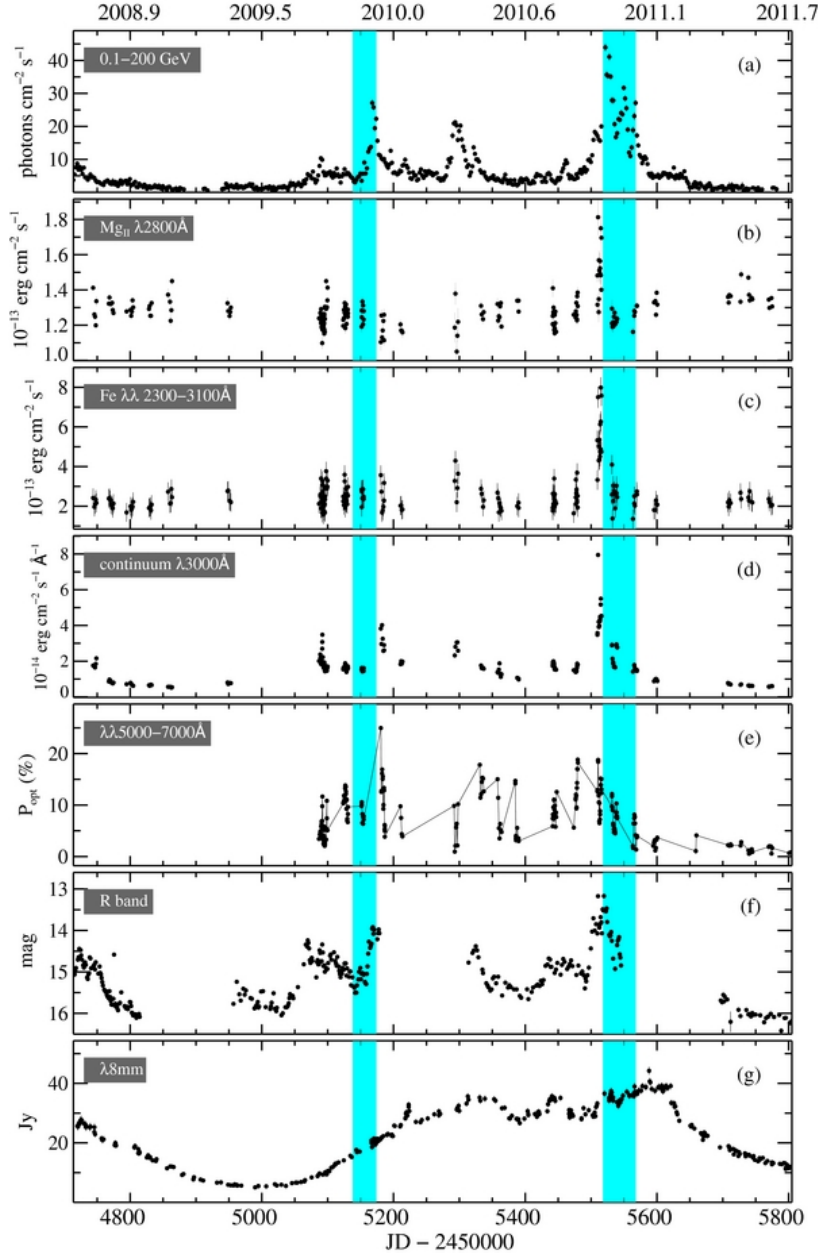 2008.9 2009.5 2010.0 2010.6 2011.1 2011.7
0.1−200 GeV (a)
photons cm⁻² s⁻¹
40
30
20
10
Mg_II λ2800Å (b)
10⁻¹³ erg cm⁻² s⁻¹
1.8
1.6
1.4
1.2
1.0
Fe λλ 2300−3100Å (c)
10⁻¹³ erg cm⁻² s⁻¹
8
6
4
2
continuum λ3000Å (d)
10⁻¹⁴ erg cm⁻² s⁻¹ Å⁻¹
8
6
4
2
0
λλ5000−7000Å (e)
P_opt (%)
20
10
0
R band (f)
mag
13
14
15
16
λ8mm (g)
Jy
40
20
4800 5000 5200 5400 5600 5800
JD − 2450000